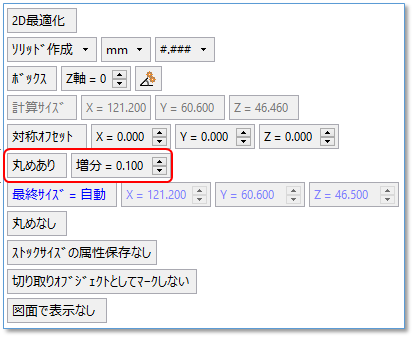 2D最適化
ｿﾘｯﾄﾞ作成 mm #.###
ﾎﾞｯｸｽ Z軸 = 0
計算ｻｲｽﾞ X = 121.200 Y = 60.600 Z = 46.460
対称ｵﾌｾｯﾄ X = 0.000 Y = 0.000 Z = 0.000
丸めあり 増分 = 0.100
最終ｻｲｽﾞ = 自動 X = 121.200 Y = 60.600 Z = 46.500
丸めなし
ｽﾄｯｸｻｲｽﾞの属性保存なし
切り取りｵﾌﾞｼﾞｪｸﾄとしてﾏｰｸしない
図面で表示なし